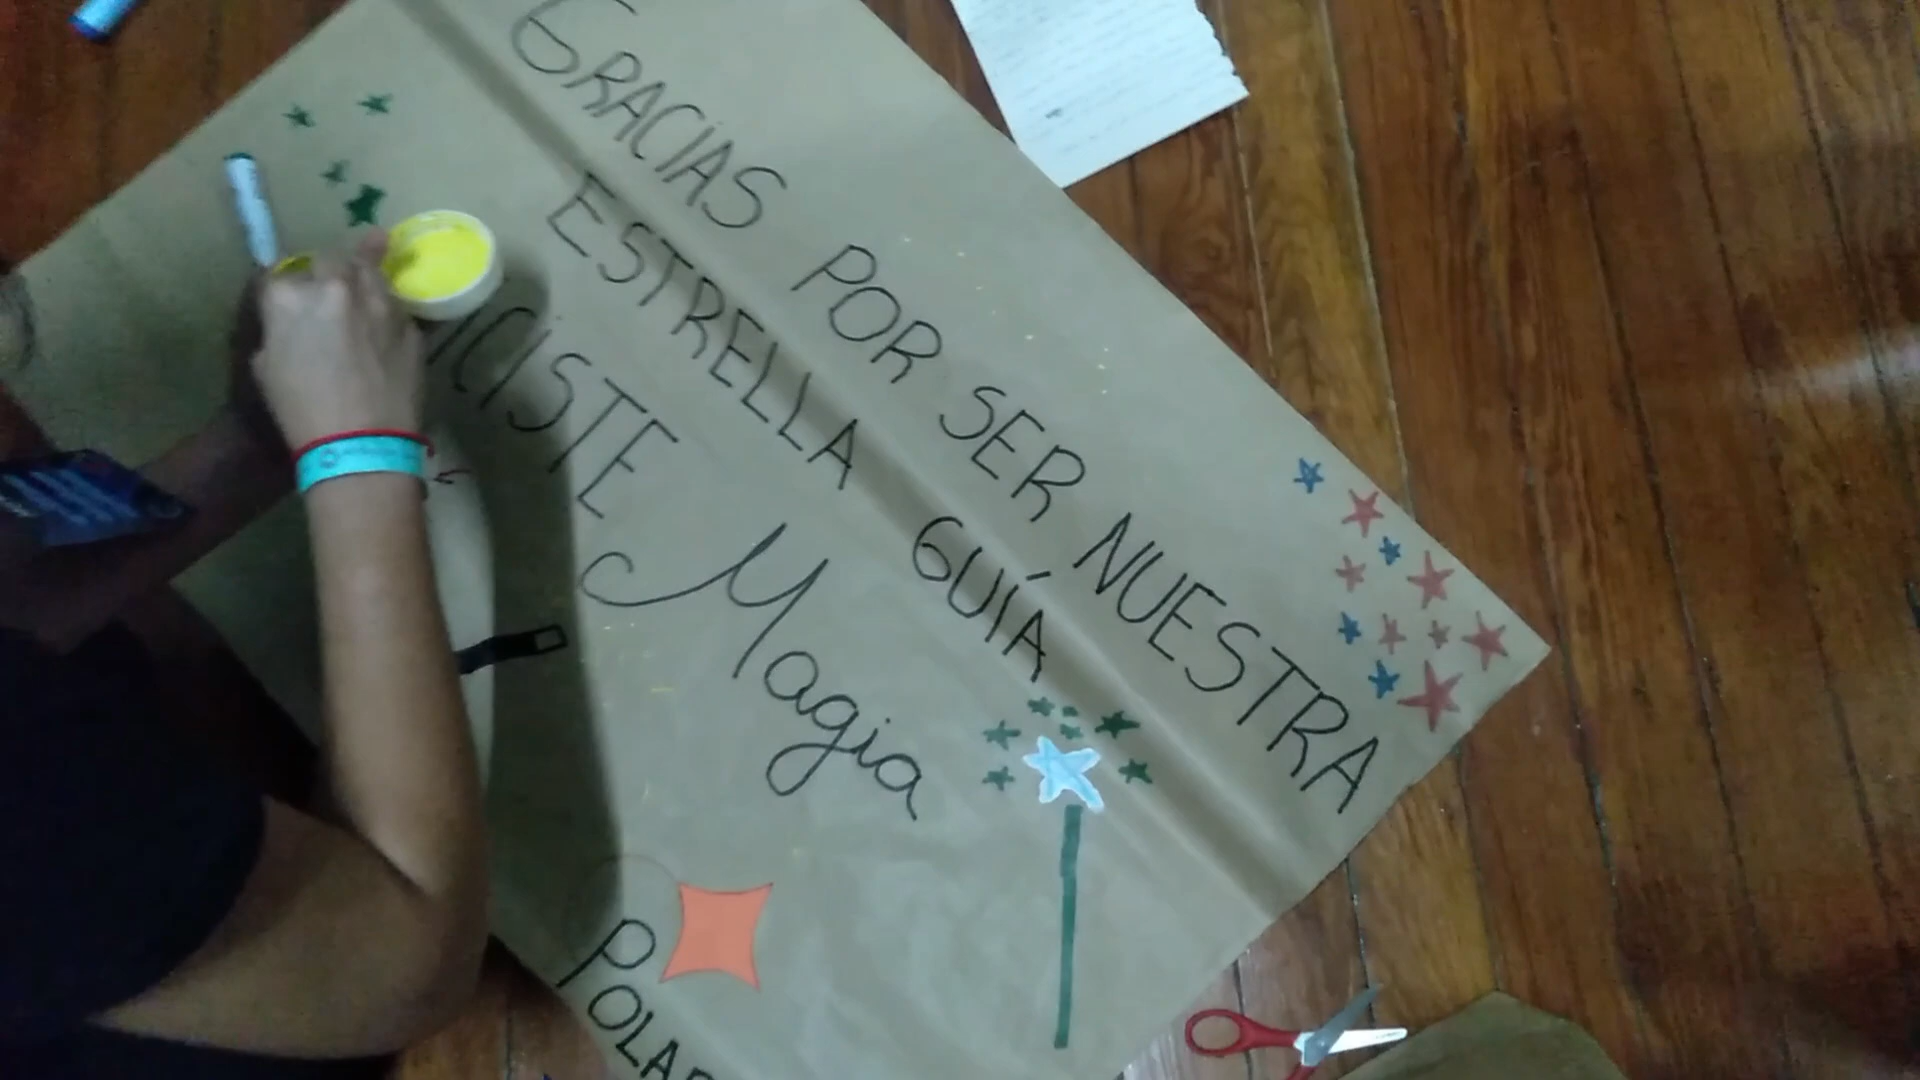 GRACIAS POR SER NUESTRA
ESTRELLA GUÍA
ICISTE
Magia
POLAR